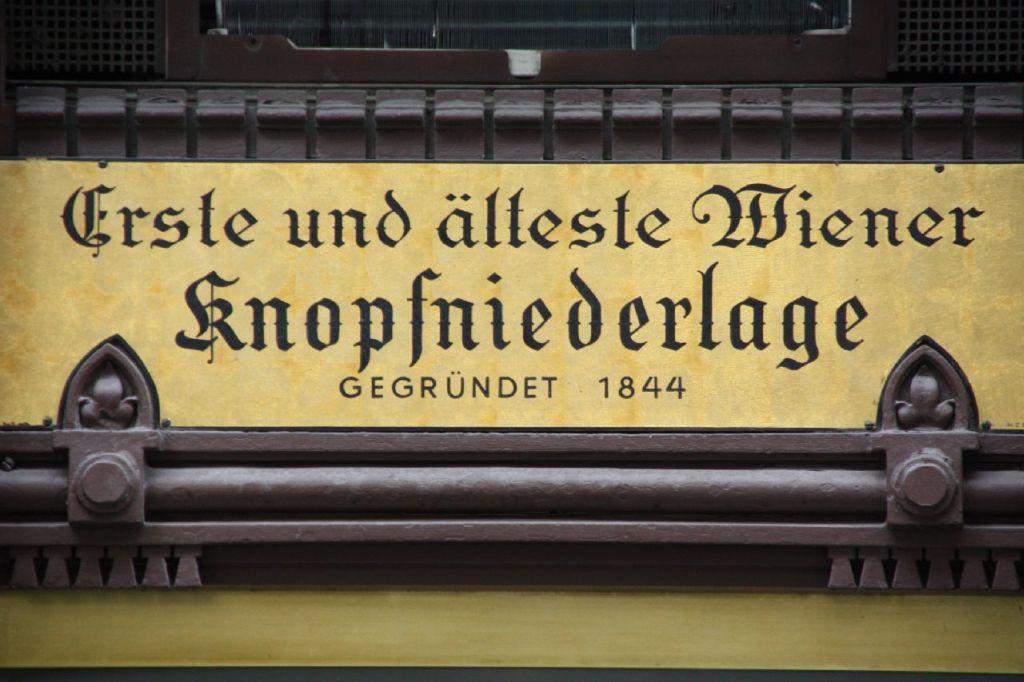 Erste und älteste Wiener
Knopfniederlage
GEGRÜNDET 1844